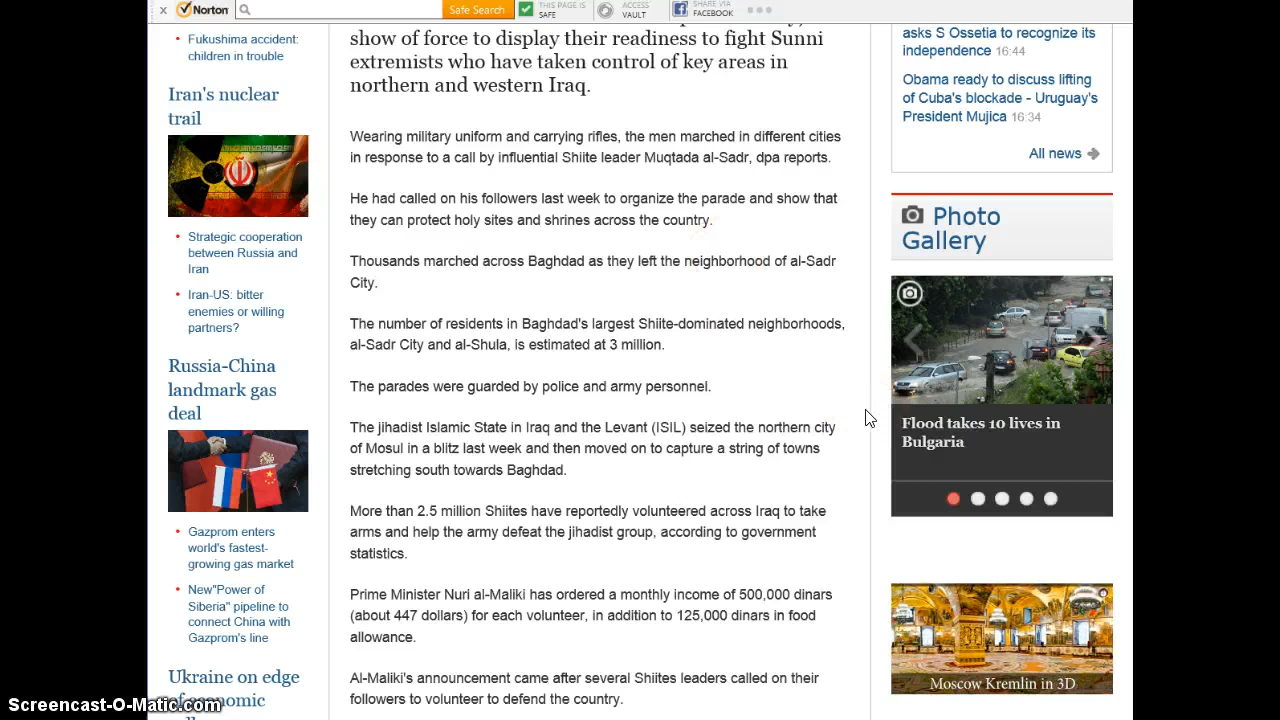 Norton
Safe Search
THIS PAGE IS
SAFE
ACCESS
VAULT
SHARE VIA
FACEBOOK
Fukushima accident:
children in trouble
Iran's nuclear
trail
Strategic cooperation
between Russia and
Iran
Iran-US: bitter
enemies or willing
partners?
Russia-China
landmark gas
deal
Gazprom enters
world's fastest-
growing gas market
New"Power of
Siberia" pipeline to
connect China with
Gazprom's line
Ukraine on edge
of economic
show of force to display their readiness to fight Sunni
extremists who have taken control of key areas in
northern and western Iraq.
Wearing military uniform and carrying rifles, the men marched in different cities
in response to a call by influential Shiite leader Muqtada al-Sadr, dpa reports.
He had called on his followers last week to organize the parade and show that
they can protect holy sites and shrines across the country.
Thousands marched across Baghdad as they left the neighborhood of al-Sadr
City.
The number of residents in Baghdad's largest Shiite-dominated neighborhoods,
al-Sadr City and al-Shula, is estimated at 3 million.
The parades were guarded by police and army personnel.
The jihadist Islamic State in Iraq and the Levant (ISIL) seized the northern city
of Mosul in a blitz last week and then moved on to capture a string of towns
stretching south towards Baghdad.
More than 2.5 million Shiites have reportedly volunteered across Iraq to take
arms and help the army defeat the jihadist group, according to government
statistics.
Prime Minister Nuri al-Maliki has ordered a monthly income of 500,000 dinars
(about 447 dollars) for each volunteer, in addition to 125,000 dinars in food
allowance.
Al-Maliki's announcement came after several Shiites leaders called on their
followers to volunteer to defend the country.
asks S Ossetia to recognize its
independence 16:44
Obama ready to discuss lifting
of Cuba's blockade - Uruguay's
President Mujica 16:34
All news
Photo
Gallery
Flood takes 10 lives in
Bulgaria
Moscow Kremlin in 3D
Screencast-O-Matic.com